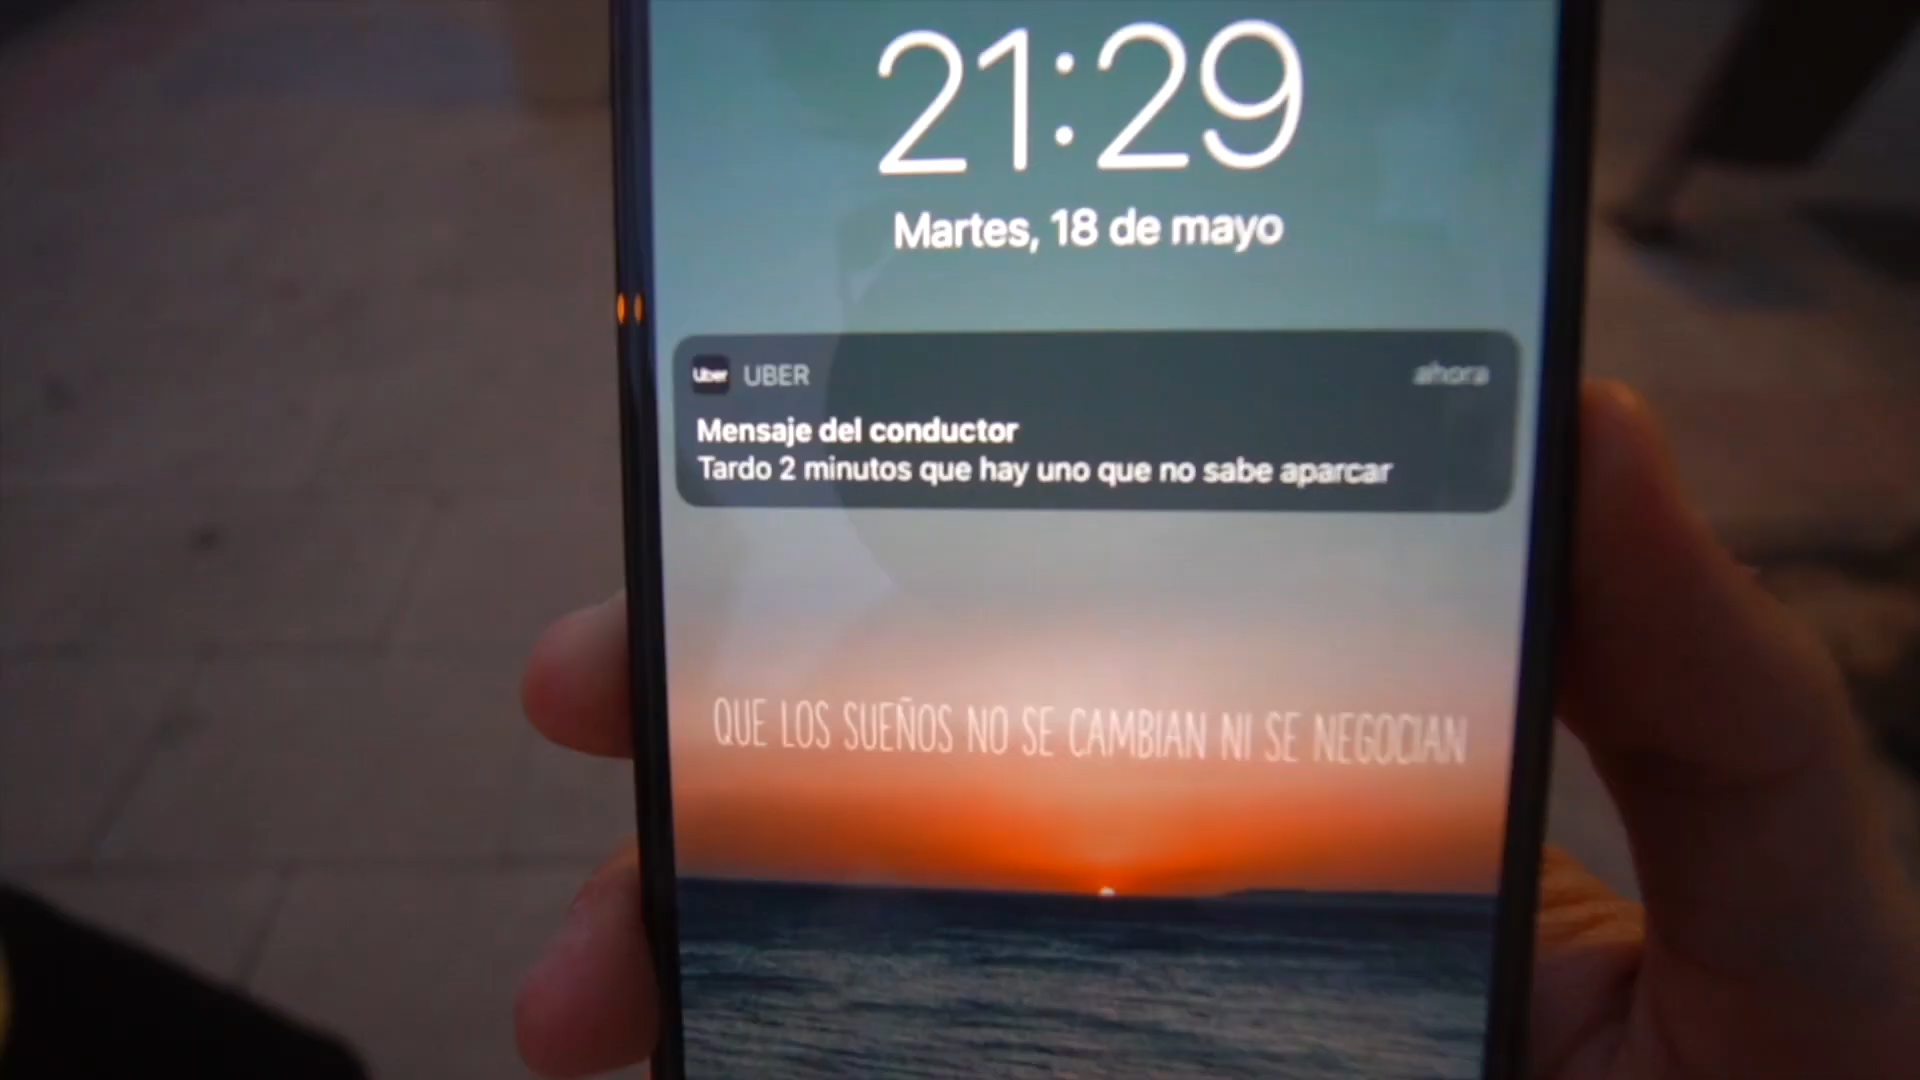 21:29
Martes, 18 de mayo
Uber UBER ahora
Mensaje del conductor
Tardo 2 minutos que hay uno que no sabe aparcar
QUE LOS SUEÑOS NO SE CAMBIAN NI SE NEGOCIAN